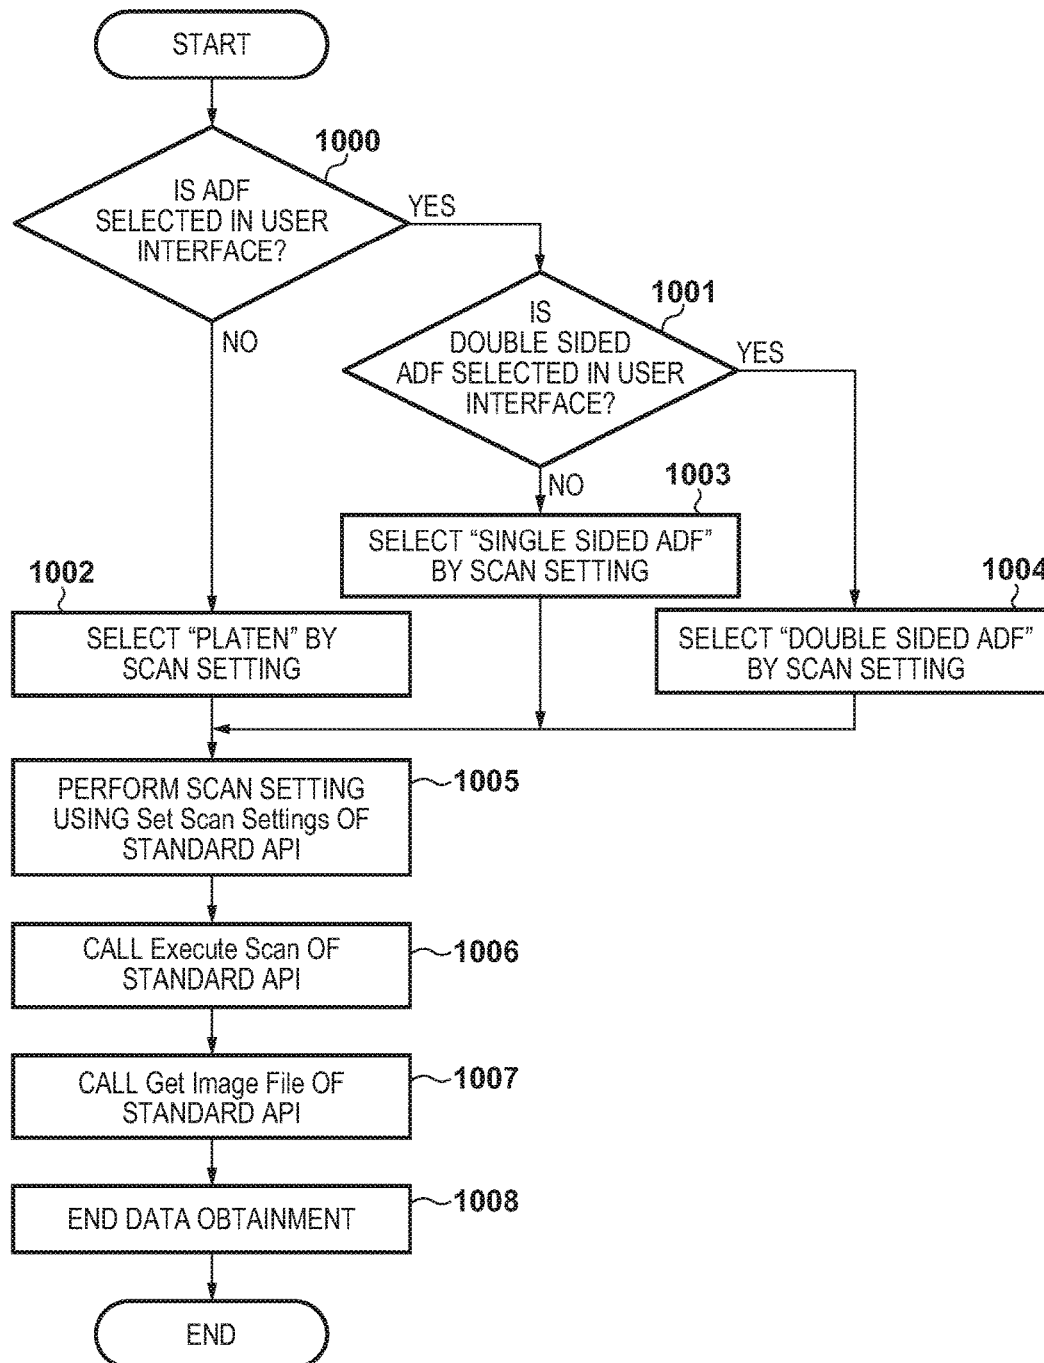 START
1000
IS ADF
SELECTED IN USER
INTERFACE?
YES
NO
1001
IS
DOUBLE SIDED
ADF SELECTED IN USER
INTERFACE?
YES
NO
1003
SELECT “SINGLE SIDED ADF”
BY SCAN SETTING
1002
SELECT “PLATEN” BY
SCAN SETTING
1004
SELECT “DOUBLE SIDED ADF”
BY SCAN SETTING
PERFORM SCAN SETTING
USING Set Scan Settings OF
STANDARD API
1005
CALL Execute Scan OF
STANDARD API
1006
CALL Get Image File OF
STANDARD API
1007
END DATA OBTAINMENT
1008
END